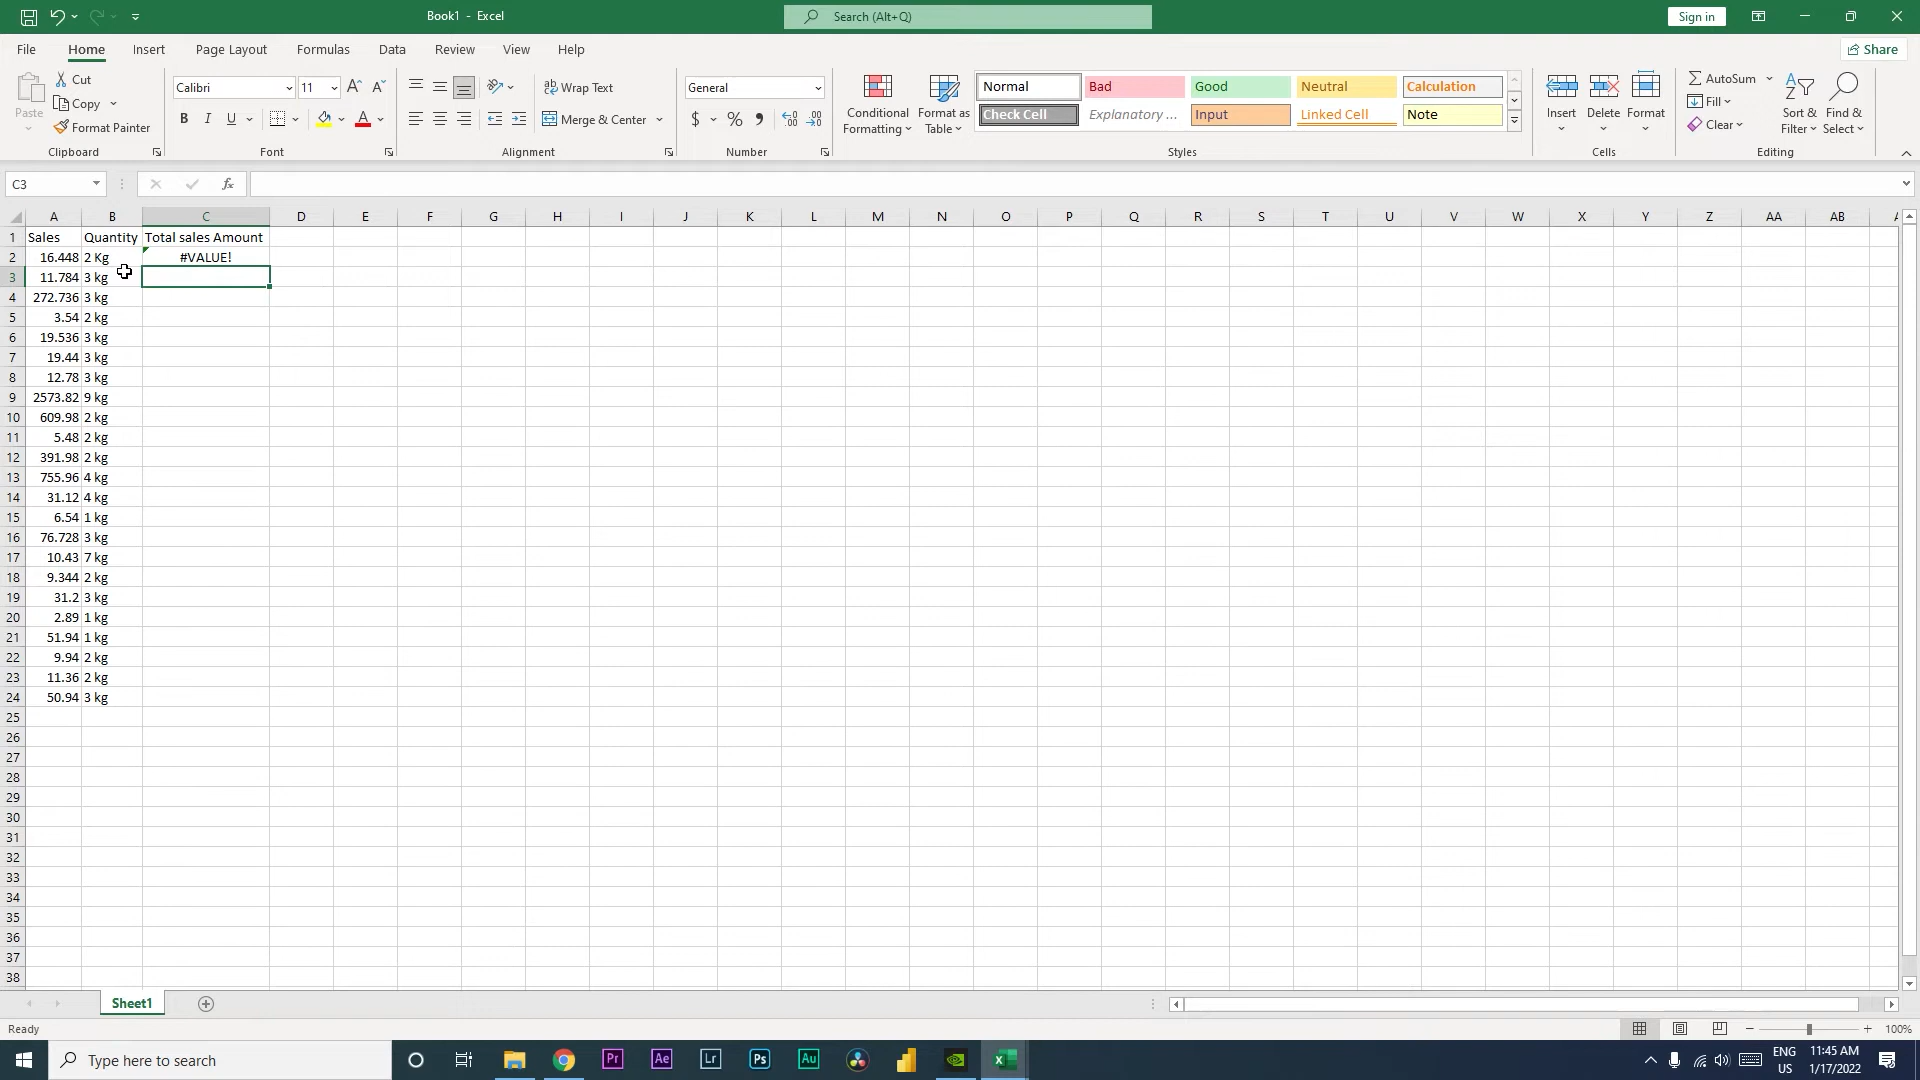 Book1 - Excel
Search (Alt+Q)
Sign in
File Home Insert Page Layout Formulas Data Review View Help
Share
Paste
Cut
Copy
Format Painter
Clipboard
Calibri 11
B I U
Font
Wrap Text
Merge & Center
Alignment
General
$ %
Number
Conditional Formatting
Format as Table
Normal Bad Good Neutral Calculation
Check Cell Explanatory ... Input Linked Cell Note
Styles
Insert Delete Format
Cells
AutoSum
Fill
Clear
Sort & Filter
Find & Select
Editing
C3
fx
A B C D E F G H I J K L M N O P Q R S T U V W X Y Z AA AB
1 Sales Quantity Total sales Amount
2 16.448 2 Kg #VALUE!
3 11.784 3 kg
4 272.736 3 kg
5 3.54 2 kg
6 19.536 3 kg
7 19.44 3 kg
8 12.78 3 kg
9 2573.82 9 kg
10 609.98 2 kg
11 5.48 2 kg
12 391.98 2 kg
13 755.96 4 kg
14 31.12 4 kg
15 6.54 1 kg
16 76.728 3 kg
17 10.43 7 kg
18 9.344 2 kg
19 31.2 3 kg
20 2.89 1 kg
21 51.94 1 kg
22 9.94 2 kg
23 11.36 2 kg
24 50.94 3 kg
25
26
27
28
29
30
31
32
33
34
35
36
37
38
Sheet1
Ready
100%
Type here to search
Pr Ae Lr Ps Au
ENG
US
11:45 AM
1/17/2022